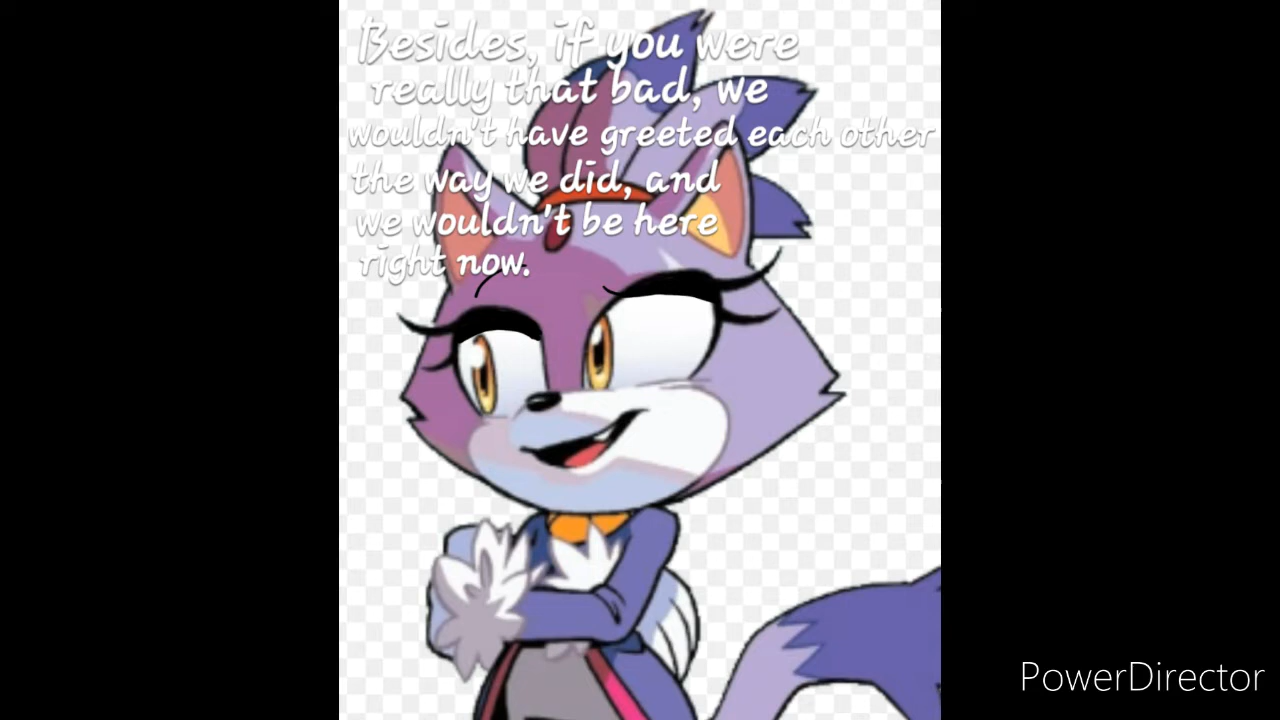 Besides, if you were
really that bad, we
wouldn't have greeted each other
the way we did, and
we wouldn't be here
right now.
PowerDirector